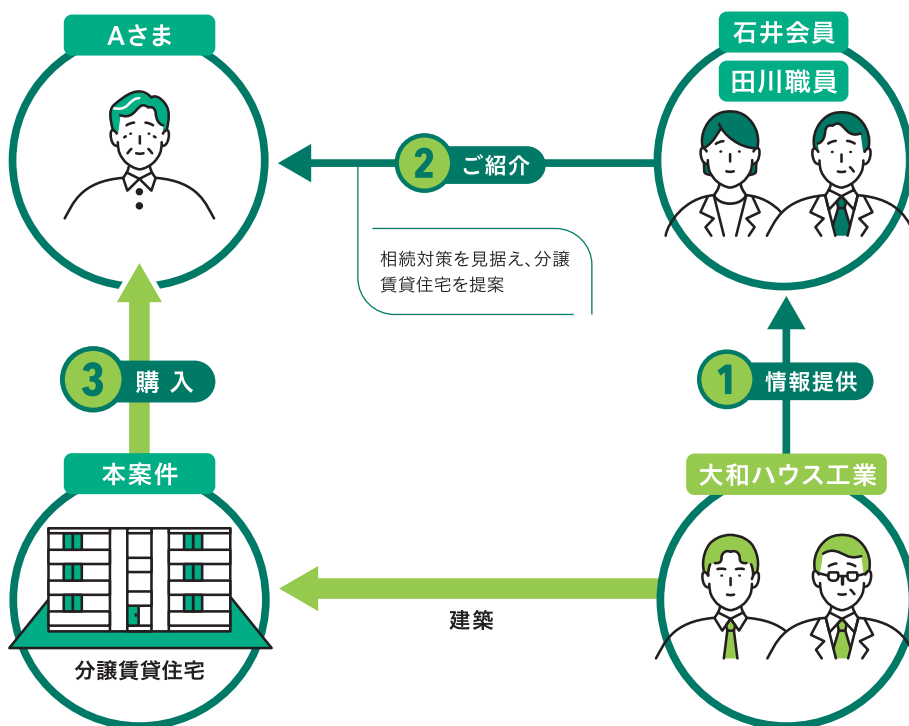 Aさま
石井会員
田川職員
2 ご紹介
相続対策を見据え、分譲
賃貸住宅を提案
3 購入
1 情報提供
本案件
大和ハウス工業
建築
分譲賃貸住宅